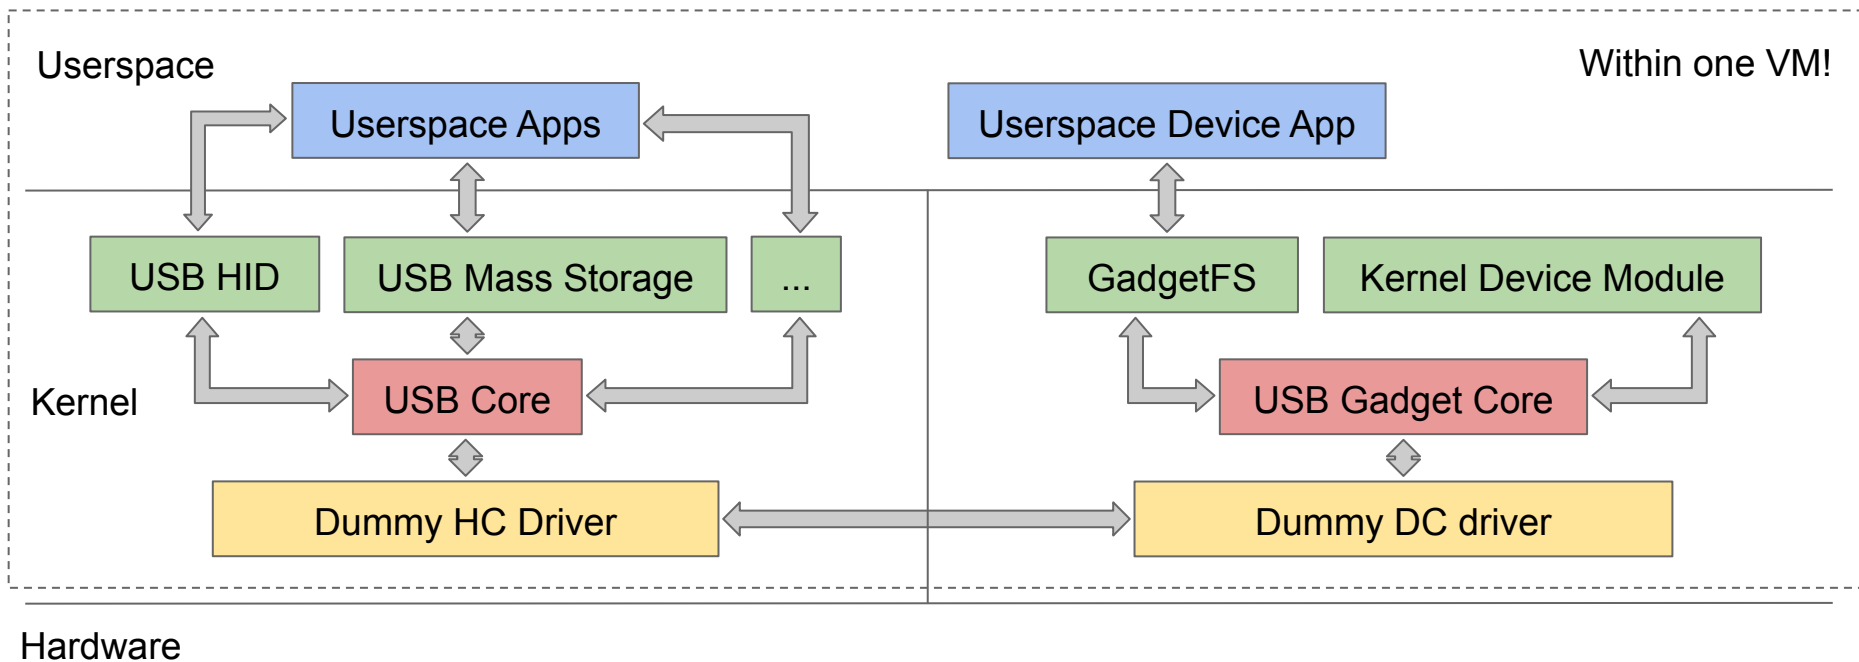 Userspace
Within one VM!
Userspace Apps
Userspace Device App
USB HID
USB Mass Storage
...
GadgetFS
Kernel Device Module
Kernel
USB Core
USB Gadget Core
Dummy HC Driver
Dummy DC driver
Hardware